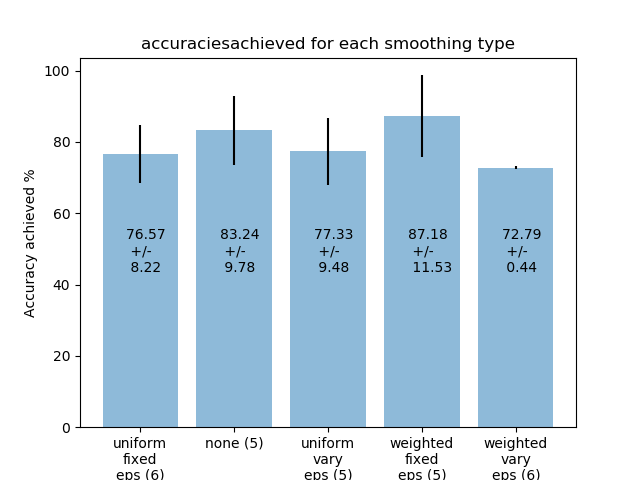 accuraciesachieved for each smoothing type
Accuracy achieved %
100
80
60
40
20
0
76.57
+/-
8.22
83.24
+/-
9.78
77.33
+/-
9.48
87.18
+/-
11.53
72.79
+/-
0.44
uniform
fixed
eps (6)
none (5)
uniform
vary
eps (5)
weighted
fixed
eps (5)
weighted
vary
eps (6)